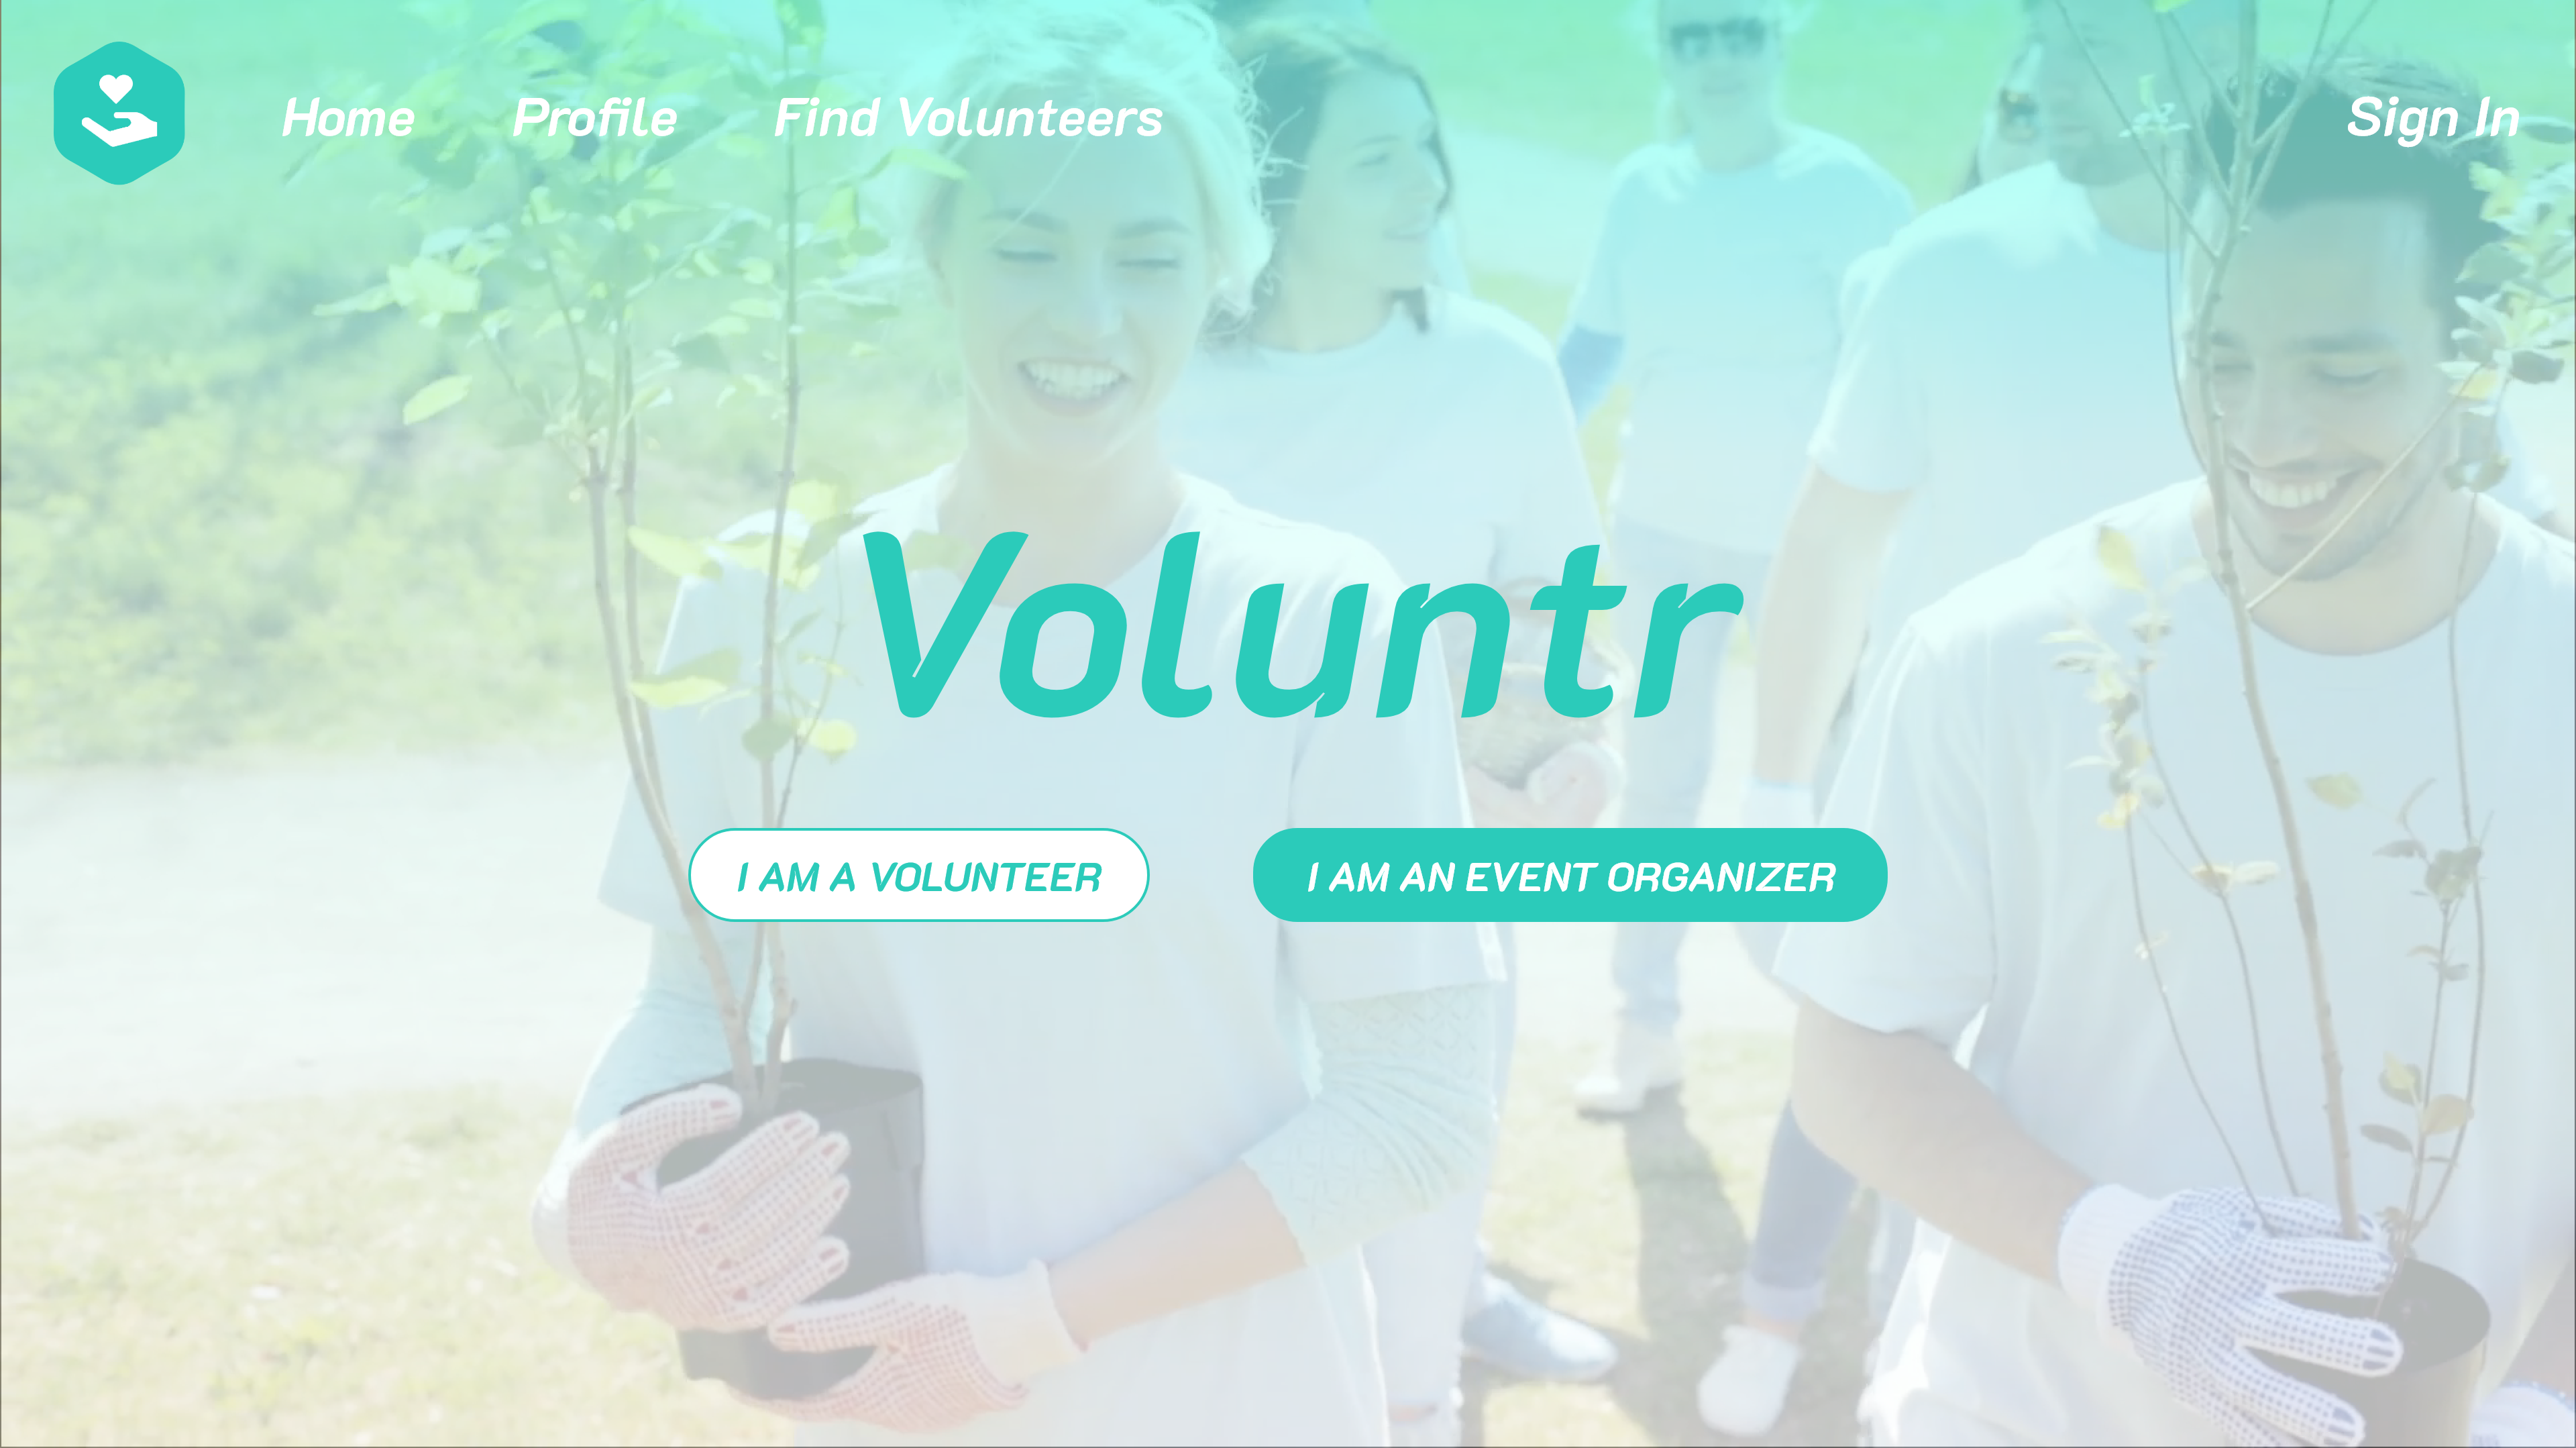 Home Profile Find Volunteers Sign In
Voluntr
I AM A VOLUNTEER I AM AN EVENT ORGANIZER